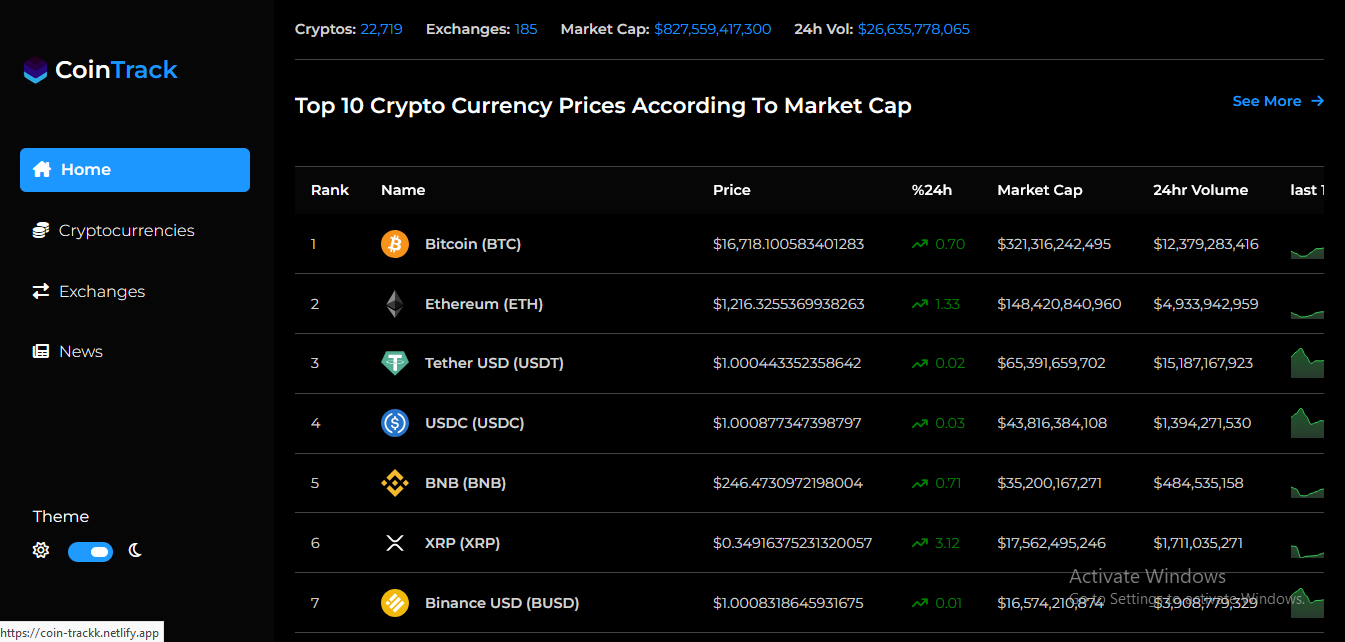 Cryptos: 22,719 Exchanges: 185 Market Cap: $827,559,417,300 24h Vol: $26,635,778,065
CoinTrack
Home
Cryptocurrencies
Exchanges
News
Theme
Top 10 Crypto Currency Prices According To Market Cap
See More
Rank Name Price %24h Market Cap 24hr Volume last
1 Bitcoin (BTC) $16,718.100583401283 0.70 $321,316,242,495 $12,379,283,416
2 Ethereum (ETH) $1,216.3255369938263 1.33 $148,420,840,960 $4,933,942,959
3 Tether USD (USDT) $1.000443352358642 0.02 $65,391,659,702 $15,187,167,923
4 USDC (USDC) $1.000877347398797 0.03 $43,816,384,108 $1,394,271,530
5 BNB (BNB) $246.4730972198004 0.71 $35,200,167,271 $484,535,158
6 XRP (XRP) $0.34916375231320057 3.12 $17,562,495,246 $1,711,035,271
7 Binance USD (BUSD) $1.0008318645931675 0.01 $16,574,210,874 $3,908,779,329
Activate Windows
Go to Settings to activate Windows.
https://coin-trackk.netlify.app